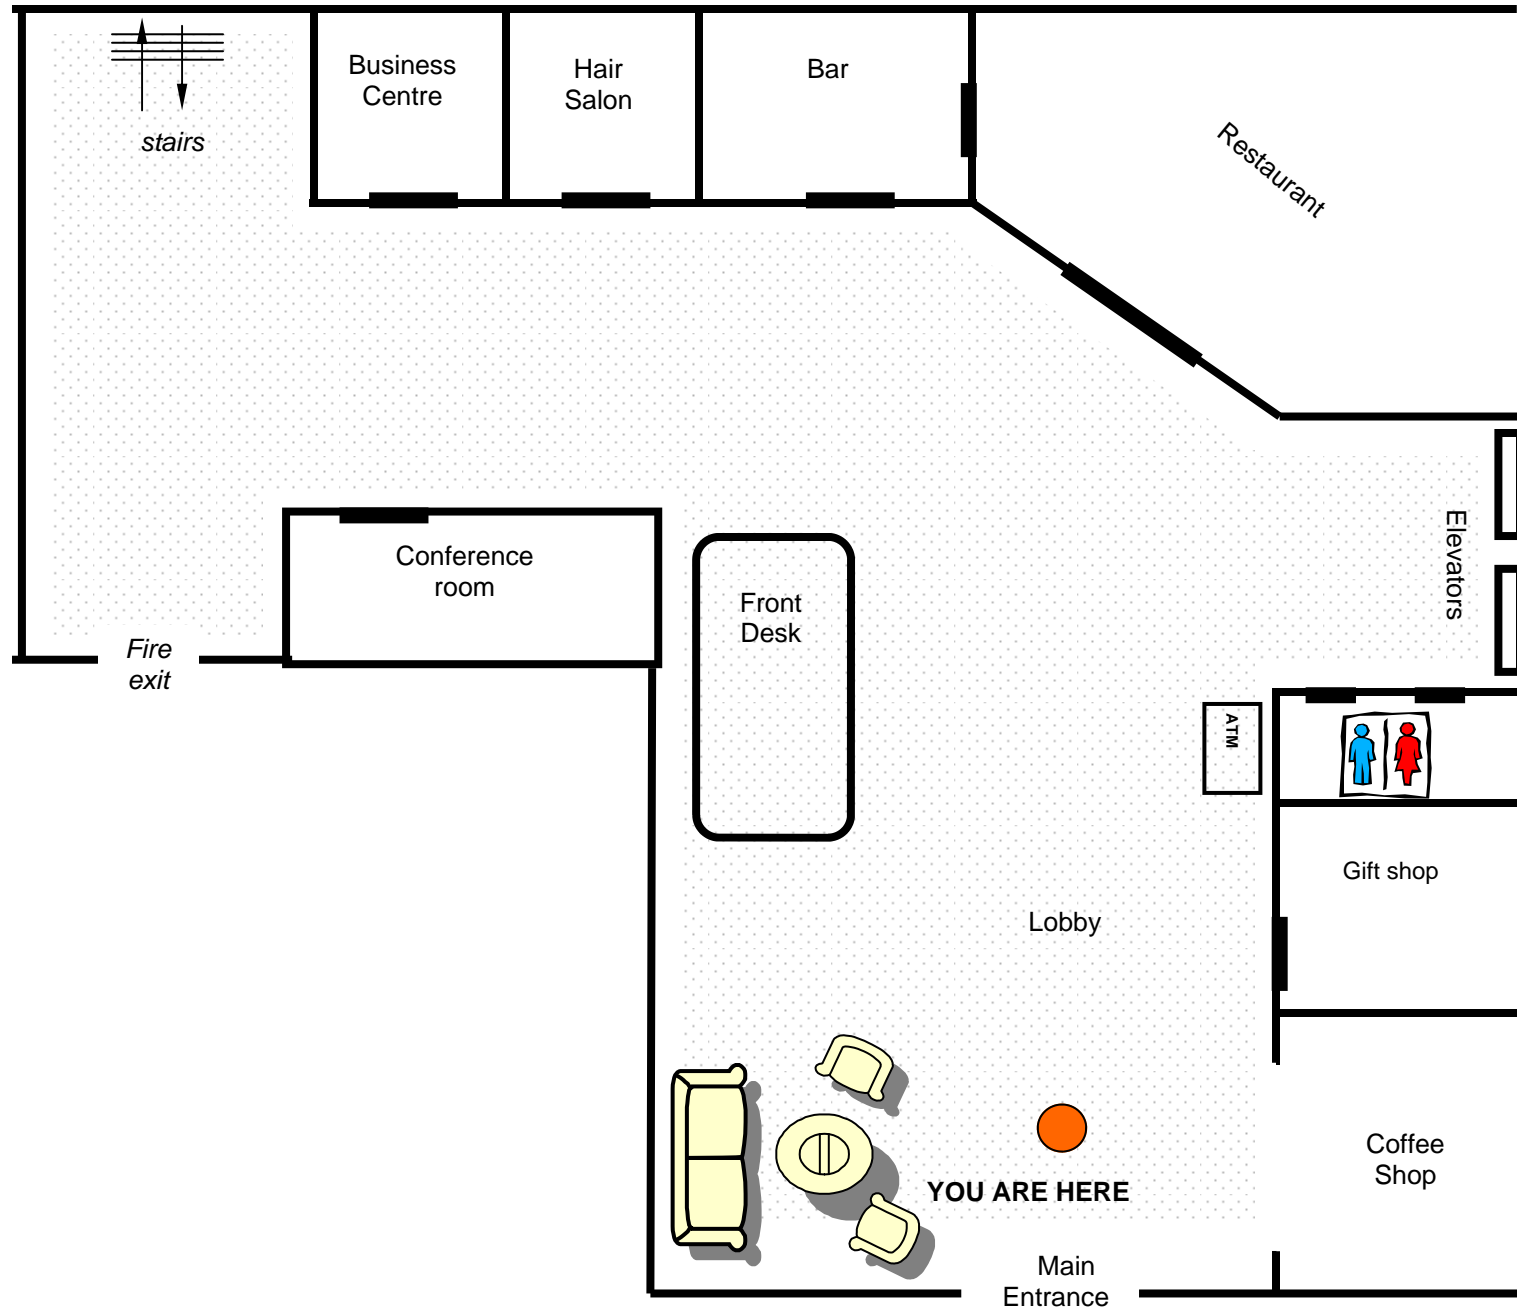 Business
Centre
Hair
Salon
Bar
stairs
Restaurant
Elevators
Conference
room
Front
Desk
Fire
exit
ATM
Gift shop
Lobby
Coffee
Shop
YOU ARE HERE
Main
Entrance